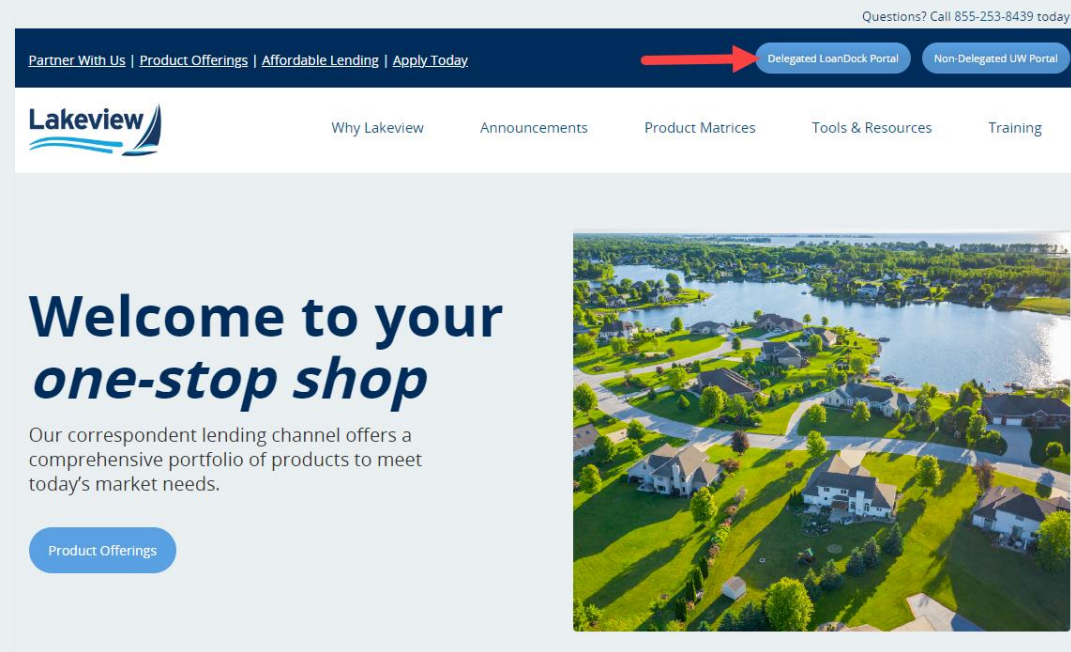 Questions? Call 855-253-8439 today
Partner With Us | Product Offerings | Affordable Lending | Apply Today
Delegated LoanDock Portal
Non-Delegated UW Portal
Lakeview
Why Lakeview
Announcements
Product Matrices
Tools & Resources
Training
Welcome to your
one-stop shop
Our correspondent lending channel offers a
comprehensive portfolio of products to meet
today’s market needs.
Product Offerings